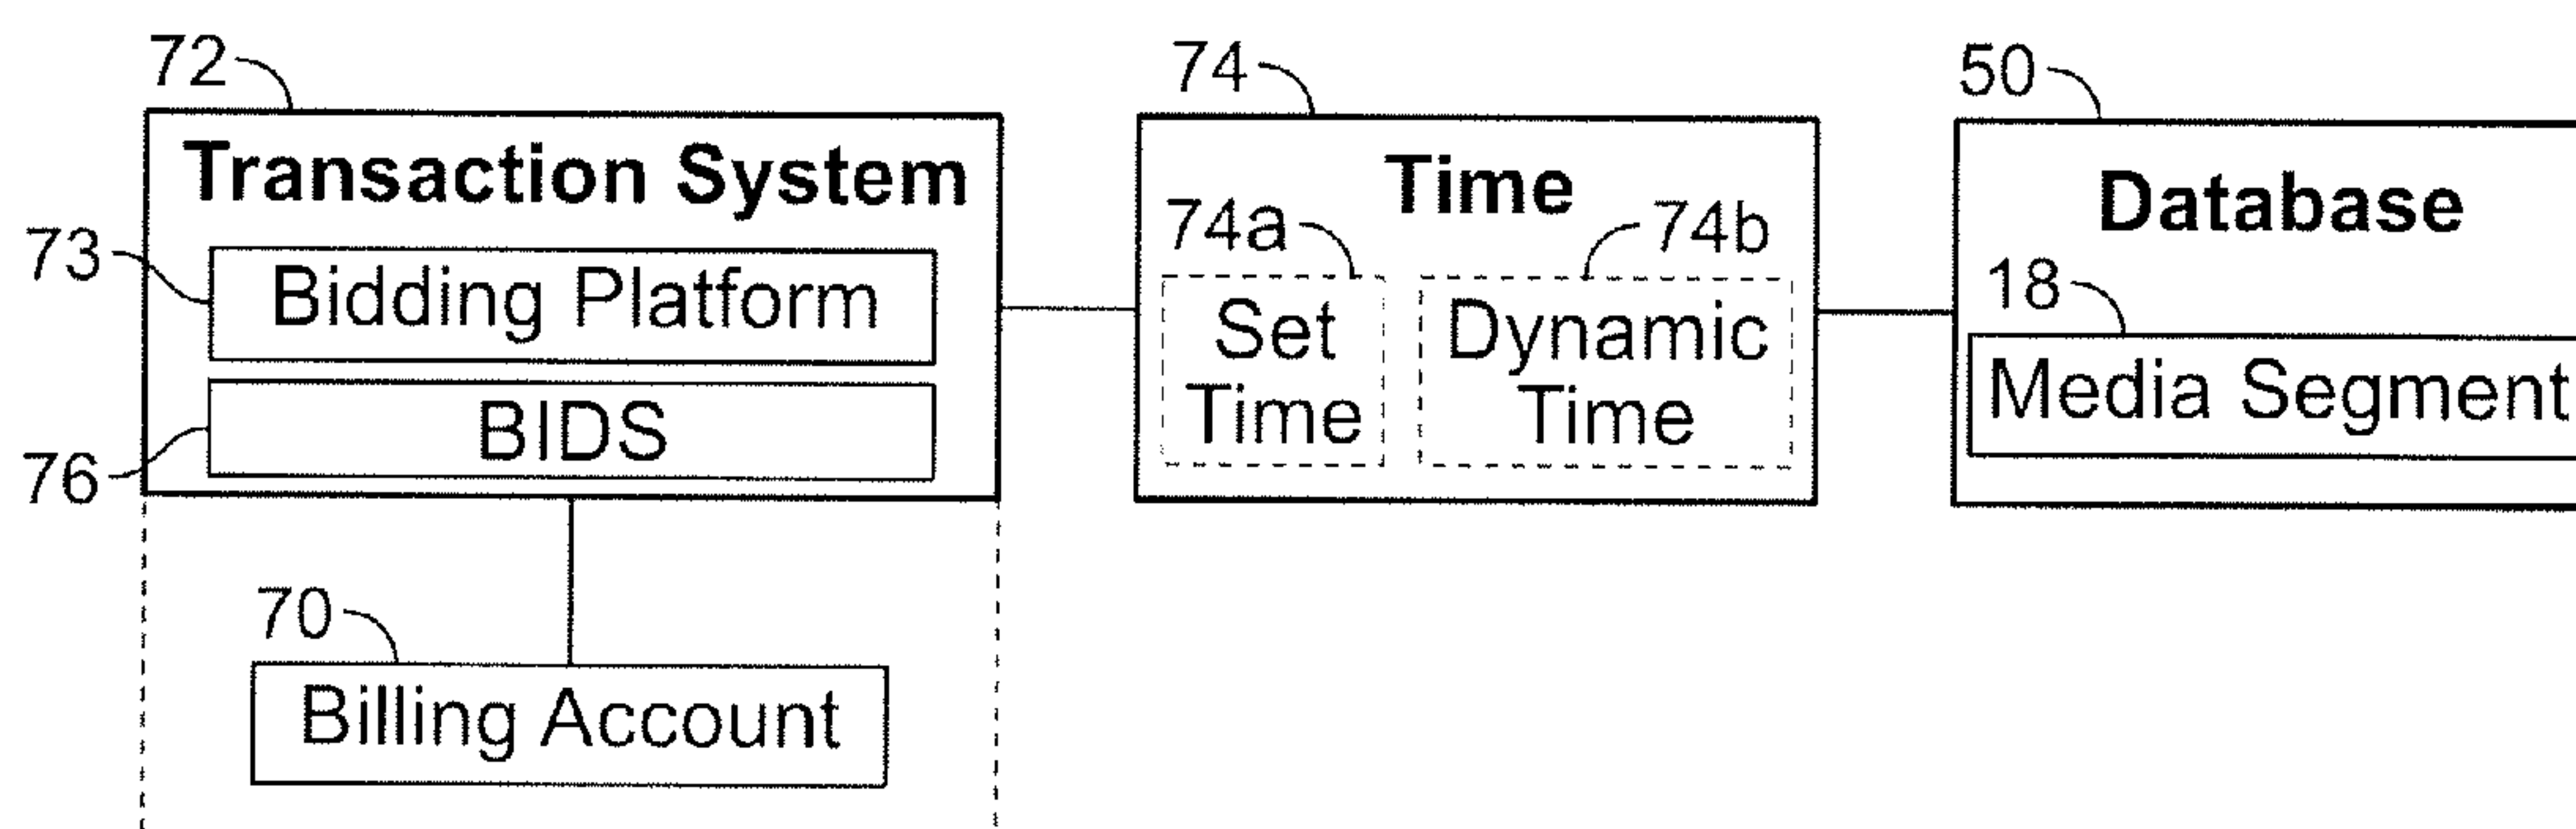 72
Transaction System
73
Bidding Platform
76
BIDS
70
Billing Account
74
Time
74a
Set
Time
74b
Dynamic
Time
50
Database
18
Media Segment